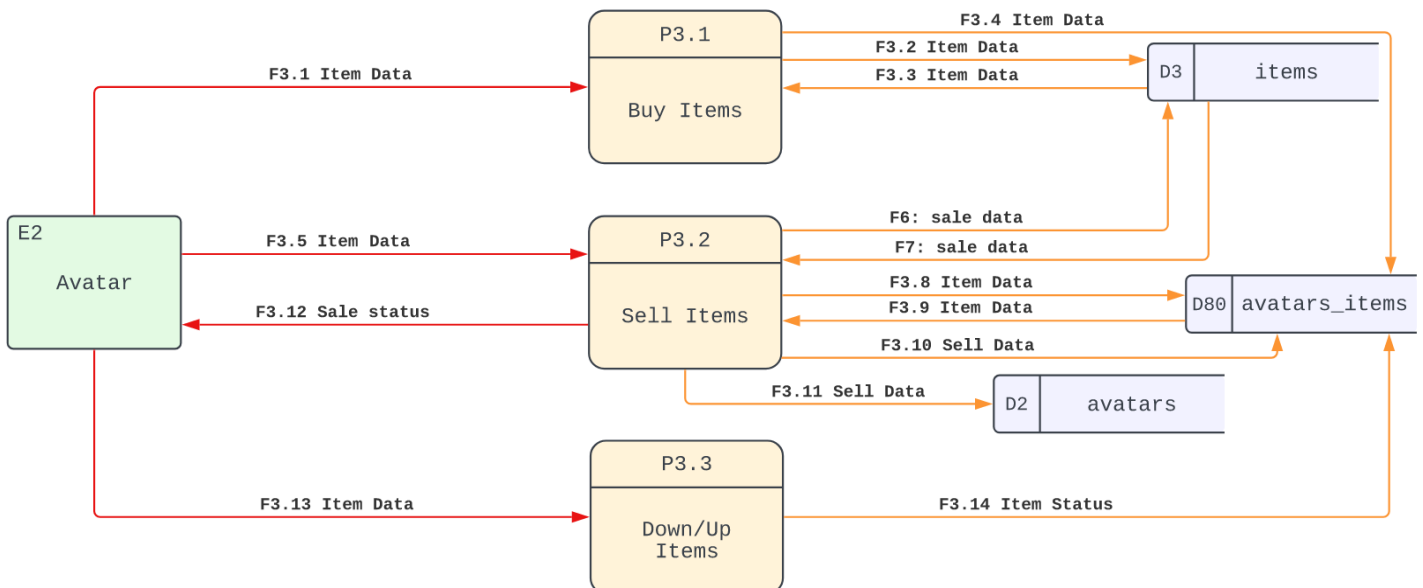 F3.4 Item Data
P3.1
F3.2 Item Data
F3.1 Item Data
F3.3 Item Data
D3
items
Buy Items
E2
Avatar
F3.5 Item Data
P3.2
F6: sale data
F7: sale data
F3.8 Item Data
F3.12 Sale status
Sell Items
F3.9 Item Data
D80
avatars_items
F3.10 Sell Data
F3.11 Sell Data
D2
avatars
P3.3
F3.13 Item Data
F3.14 Item Status
Down/Up
Items